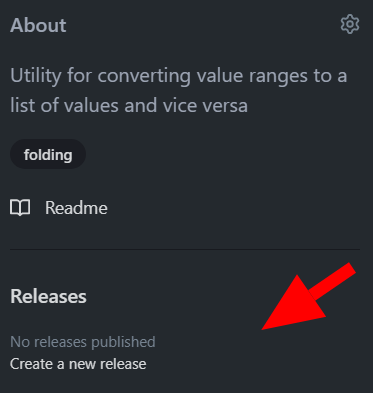 About
Utility for converting value ranges to a
list of values and vice versa
folding
Readme
Releases
No releases published
Create a new release